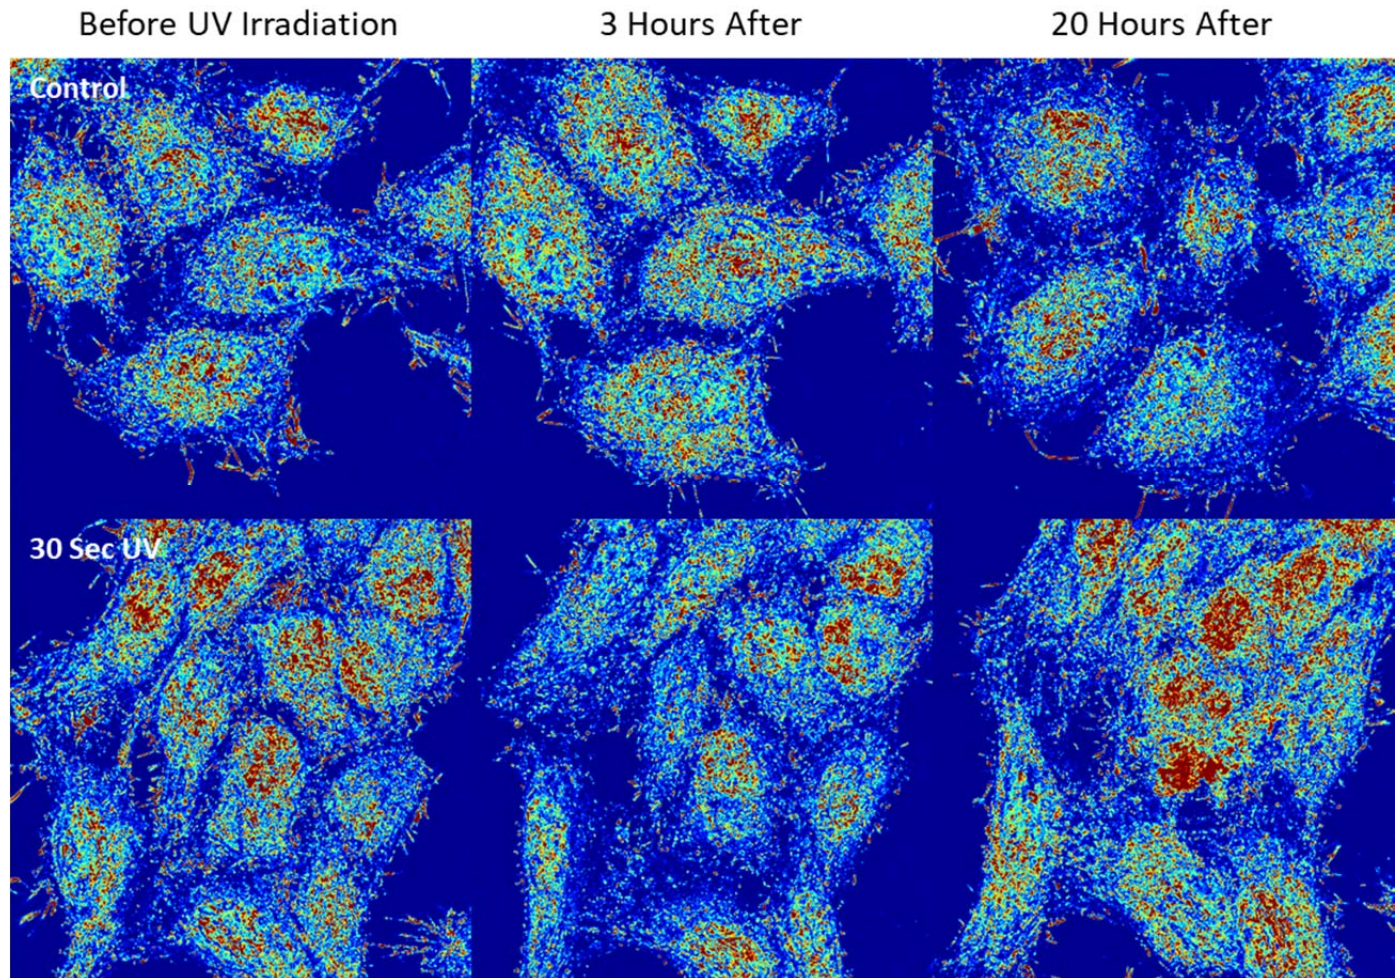 Before UV Irradiation
3 Hours After
20 Hours After
Control
30 Sec UV